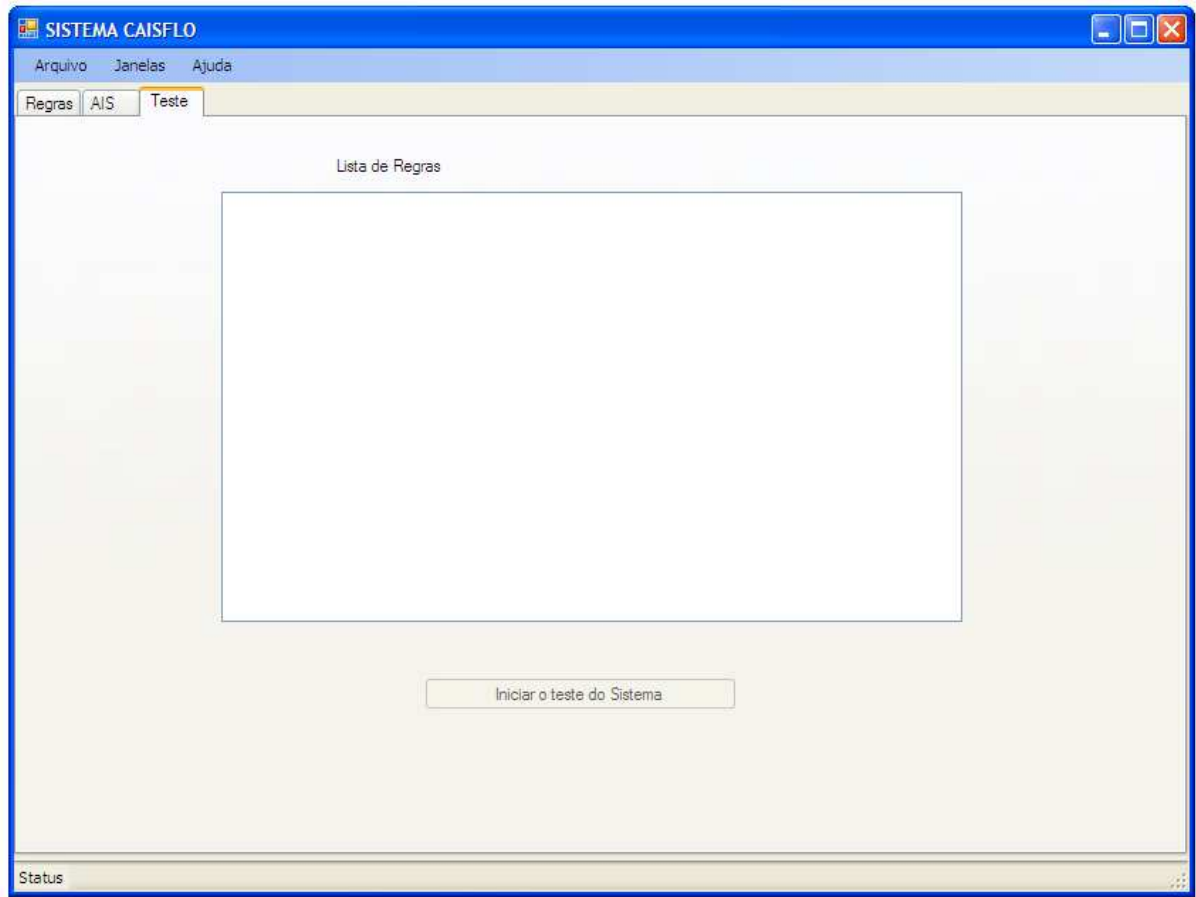 SISTEMA CAISFLO
Arquivo Janelas Ajuda
Regras AIS Teste
Lista de Regras
Iniciar o teste do Sistema
Status